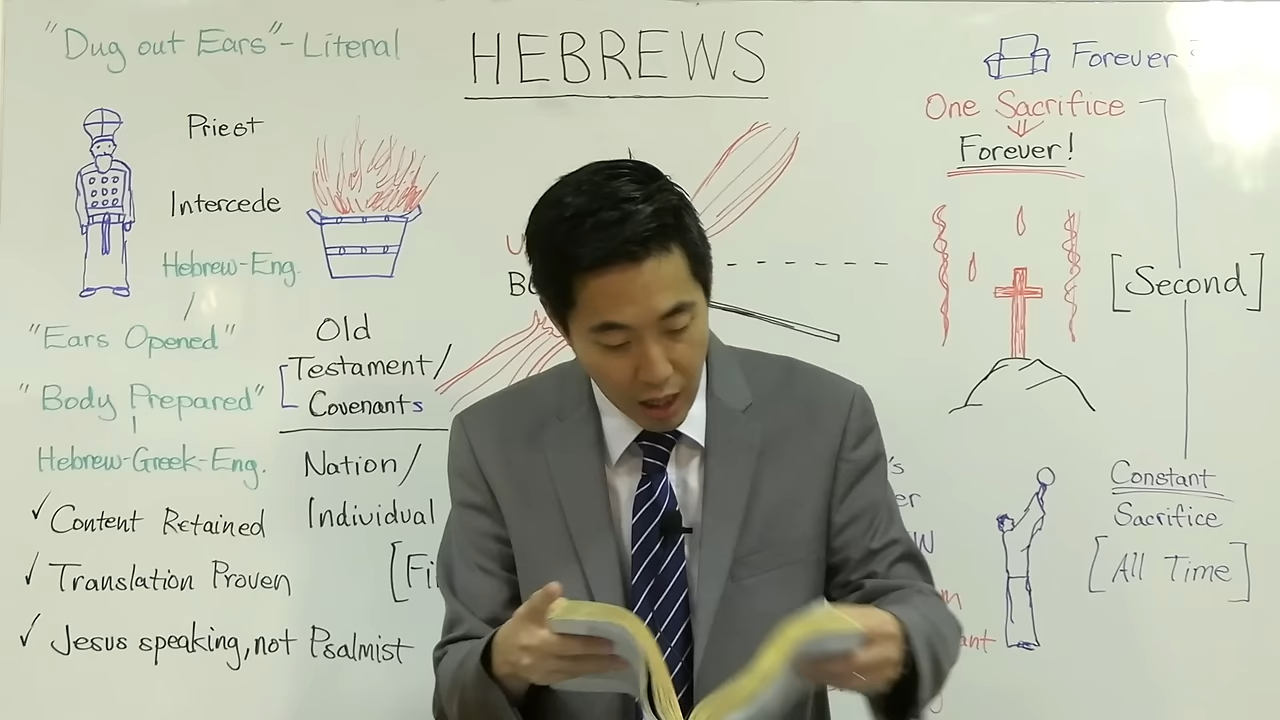 "Dug out Ears"-Literal
Priest
Intercede
Hebrew-Eng.
"Ears Opened"
"Body Prepared"
Hebrew-Greek-Eng.
✓ Content Retained
✓ Translation Proven
✓ Jesus speaking, not Psalmist
Old
[Testament/
Covenants
Nation/
Individual
HEBREWS
Forever?
One Sacrifice
Forever!
[Second]
Constant
Sacrifice
[All Time]